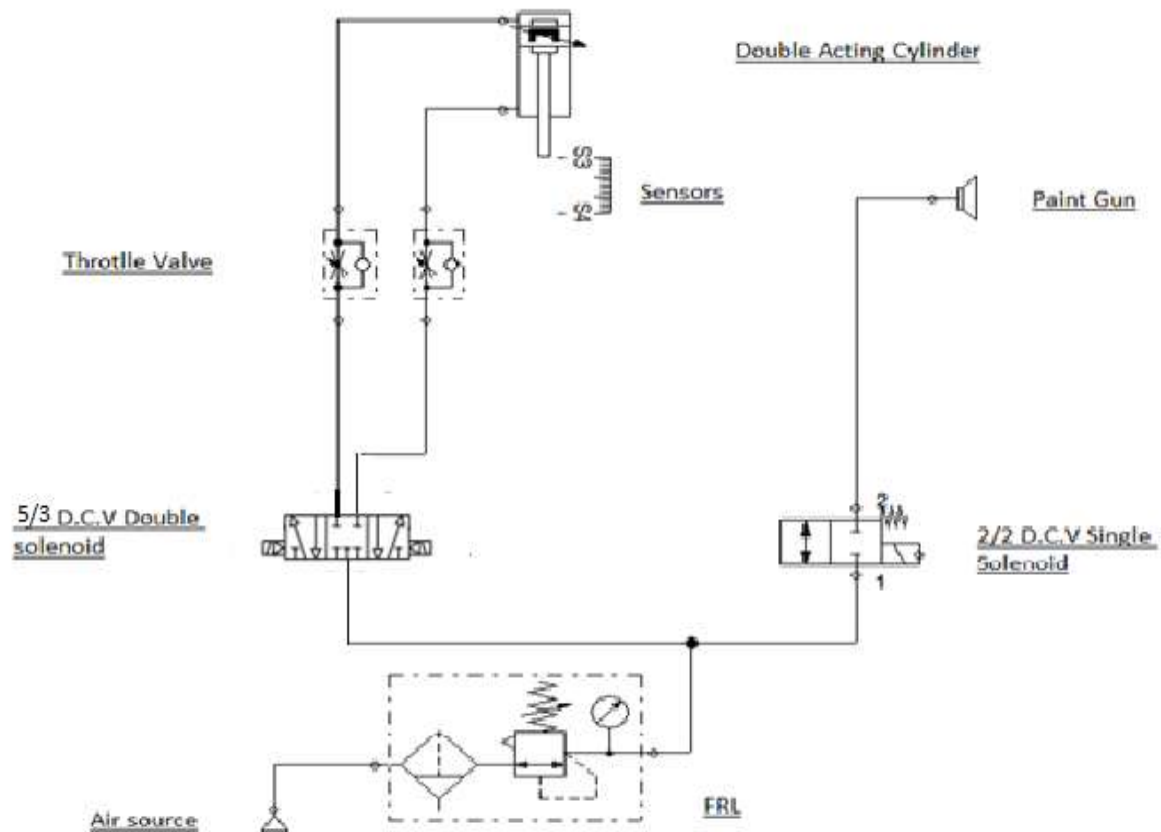 Double Acting Cylinder
S3
S4
Sensors
Paint Gun
Throtlle Valve
5/3 D.C.V Double
solenoid
2
2/2 D.C.V Single
Solenoid
1
FRL
Air source